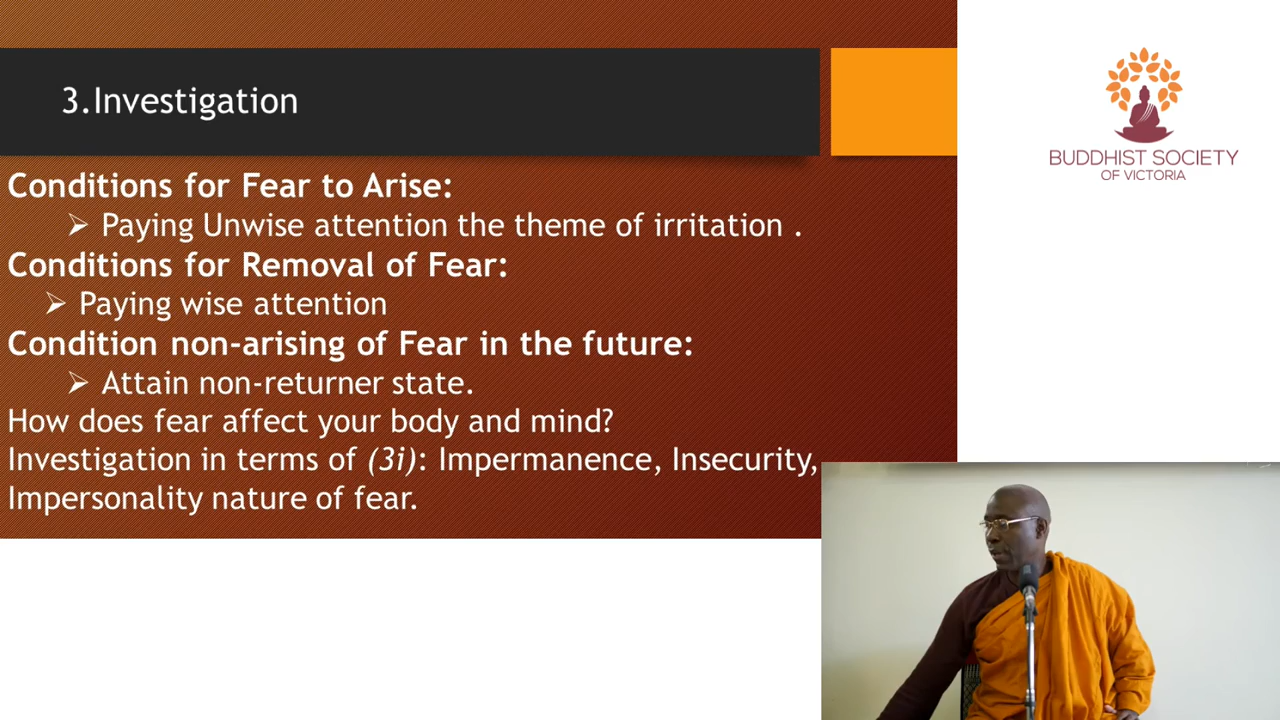 3.Investigation
Conditions for Fear to Arise:
➢ Paying Unwise attention the theme of irritation .
Conditions for Removal of Fear:
➢ Paying wise attention
Condition non-arising of Fear in the future:
➢ Attain non-returner state.
How does fear affect your body and mind?
Investigation in terms of (3i): Impermanence, Insecurity,
Impersonality nature of fear.
BUDDHIST SOCIETY
OF VICTORIA